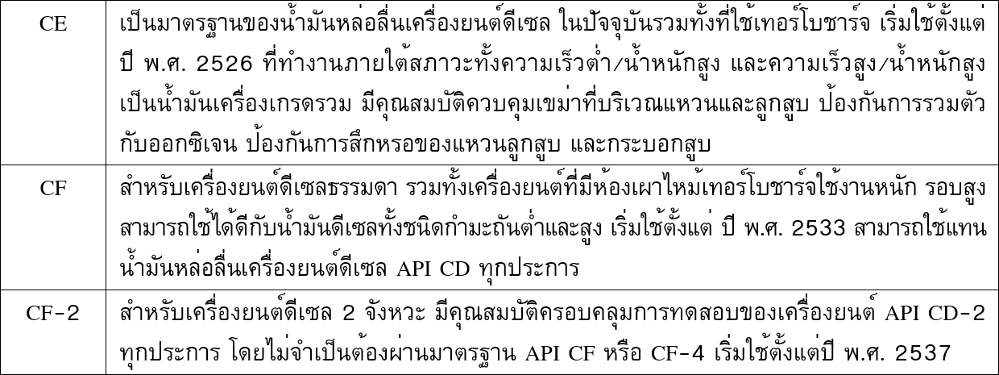 CE เป็นมาตรฐานของน้ำมันหล่อลื่นเครื่องยนต์ดีเซล ในปัจจุบันรวมทั้งที่ใช้เทอร์โบชาร์จ เริ่มใช้ตั้งแต่
ปี พ.ศ. 2526 ที่ทำงานภายใต้สภาวะทั้งความเร็วต่ำ/น้ำหนักสูง และความเร็วสูง/น้ำหนักสูง
เป็นน้ำมันเครื่องเกรดรวม มีคุณสมบัติควบคุมเขม่าที่บริเวณแหวนและลูกสูบ ป้องกันการรวมตัว
กับออกซิเจน ป้องกันการสึกหรอของแหวนลูกสูบ และกระบอกสูบ
CF สำหรับเครื่องยนต์ดีเซลธรรมดา รวมทั้งเครื่องยนต์ที่มีห้องเผาไหม้เทอร์โบชาร์จใช้งานหนัก รอบสูง
สามารถใช้ได้ดีกับน้ำมันดีเซลทั้งชนิดกำมะถันต่ำและสูง เริ่มใช้ตั้งแต่ ปี พ.ศ. 2533 สามารถใช้แทน
น้ำมันหล่อลื่นเครื่องยนต์ดีเซล API CD ทุกประการ
CF-2 สำหรับเครื่องยนต์ดีเซล 2 จังหวะ มีคุณสมบัติครอบคลุมการทดสอบของเครื่องยนต์ API CD-2
ทุกประการ โดยไม่จำเป็นต้องผ่านมาตรฐาน API CF หรือ CF-4 เริ่มใช้ตั้งแต่ปี พ.ศ. 2537